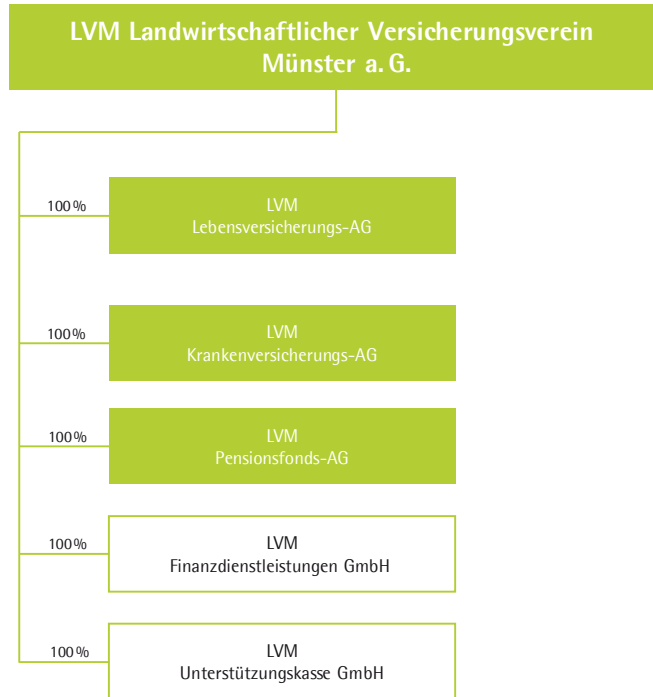 LVM Landwirtschaftlicher Versicherungsverein
Münster a. G.
100%
LVM
Lebensversicherungs-AG
100%
LVM
Krankenversicherungs-AG
100%
LVM
Pensionsfonds-AG
100%
LVM
Finanzdienstleistungen GmbH
100%
LVM
Unterstützungskasse GmbH